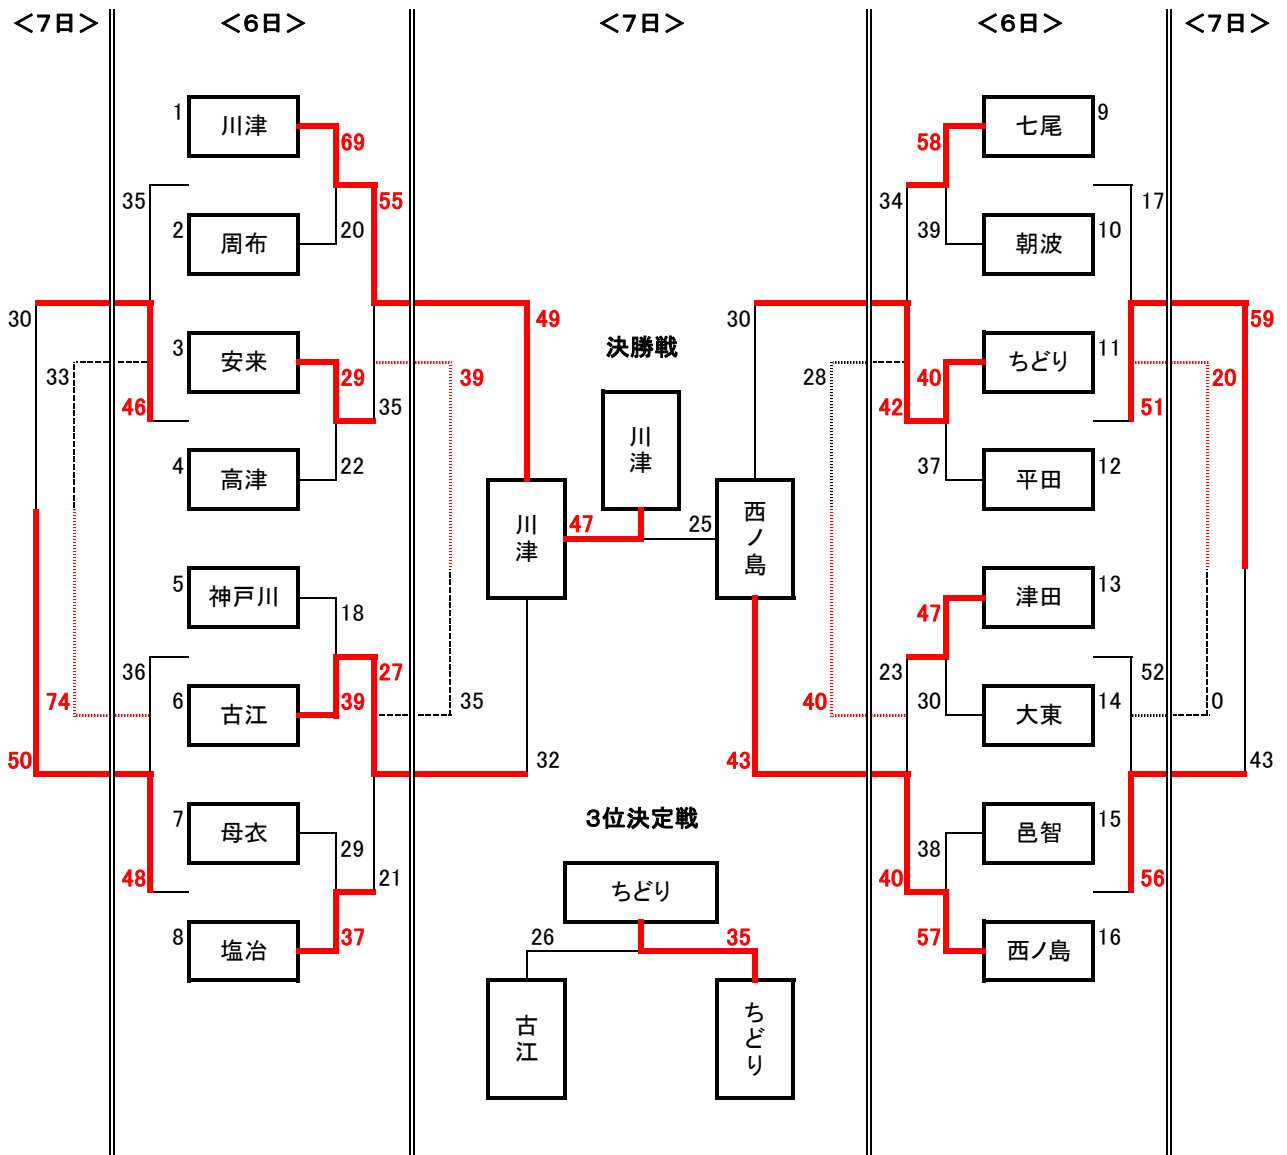 ＜7日＞ ＜6日＞ ＜7日＞ ＜6日＞ ＜7日＞
1 川津 69 58 七尾 9
35 55 34 17
2 周布 20 39 朝波 10
30 49 30 59
決勝戦
3 安来 29 39 28 40 ちどり 11
33 20
46 35 42 51
川津
4 高津 22 37 平田 12
川津 47 25 西ノ島
5 神戸川 18 47 津田 13
36 27 23 52
74 6 古江 39 35 40 30 大東 14 0
50 32 43 43
3位決定戦
7 母衣 29 38 邑智 15
48 21 40 56
ちどり
8 塩冶 37 26 35 57 西ノ島 16
古江 ちどり